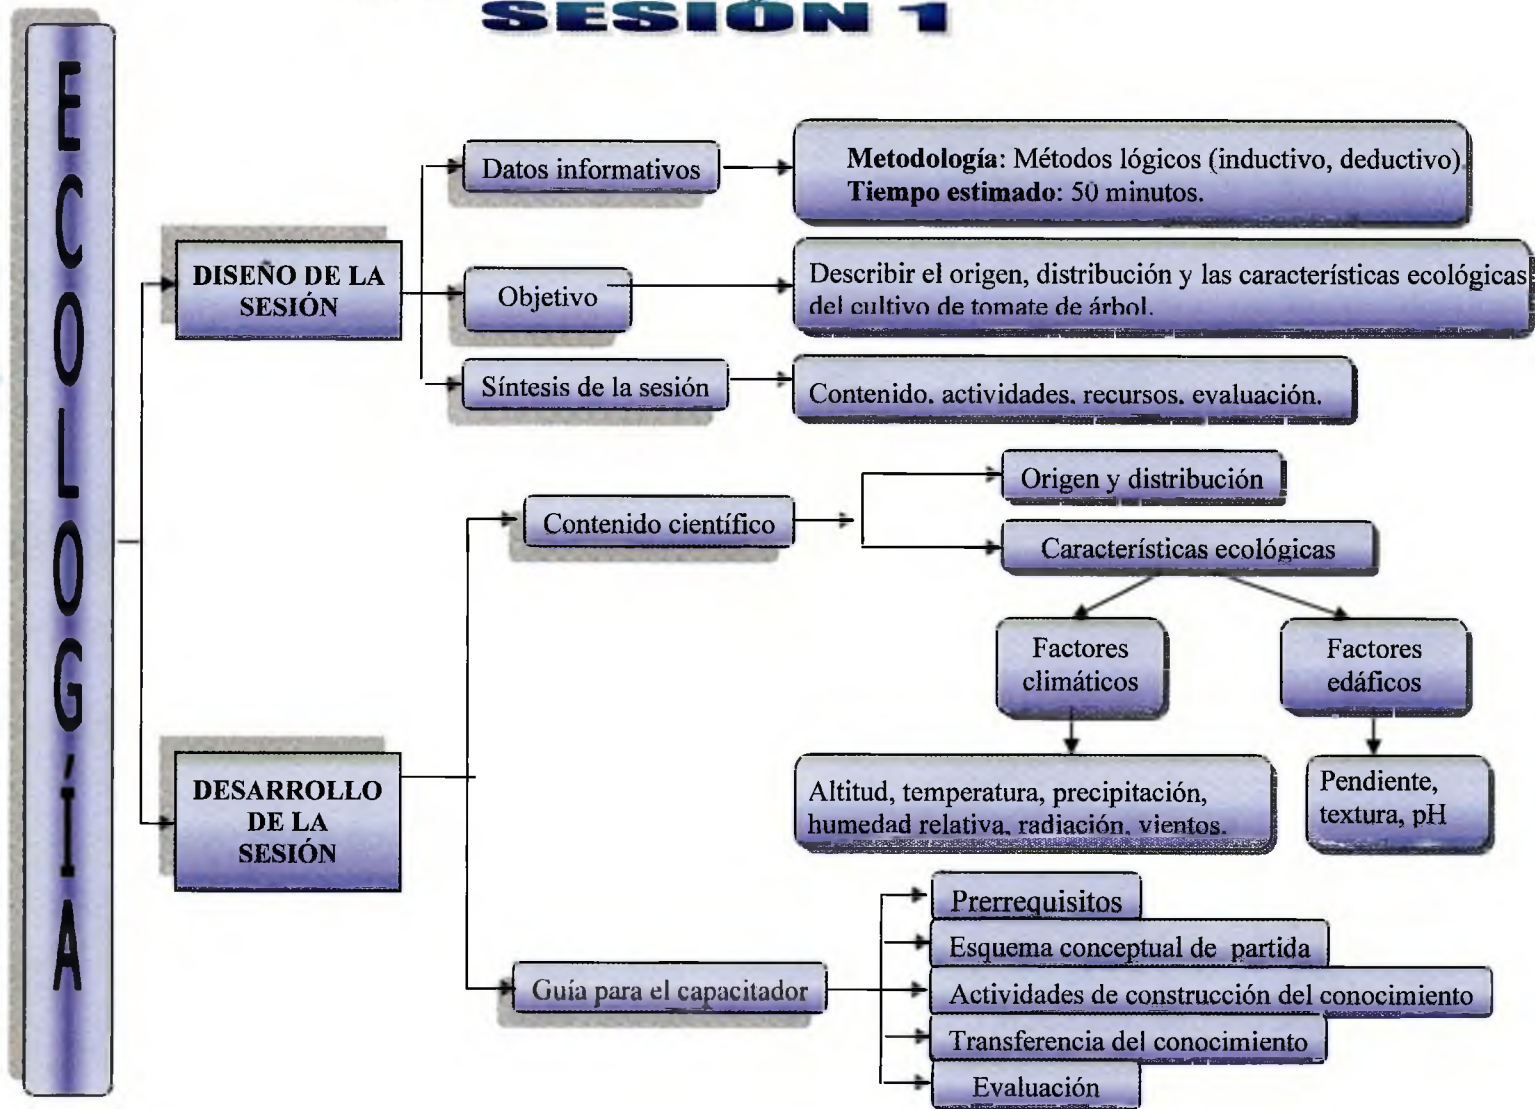 SESIÓN 1
ECOLOGÍA
DISEÑO DE LA
SESIÓN
Datos informativos
Metodología: Métodos lógicos (inductivo, deductivo).
Tiempo estimado: 50 minutos.
Objetivo
Describir el origen, distribución y las características ecológicas
del cultivo de tomate de árbol.
Síntesis de la sesión
Contenido, actividades, recursos, evaluación.
DESARROLLO
DE LA
SESIÓN
Contenido científico
Origen y distribución
Características ecológicas
Factores
climáticos
Factores
edáficos
Altitud, temperatura, precipitación,
humedad relativa, radiación, vientos.
Pendiente,
textura, pH
Guía para el capacitador
Prerrequisitos
Esquema conceptual de partida
Actividades de construcción del conocimiento
Transferencia del conocimiento
Evaluación